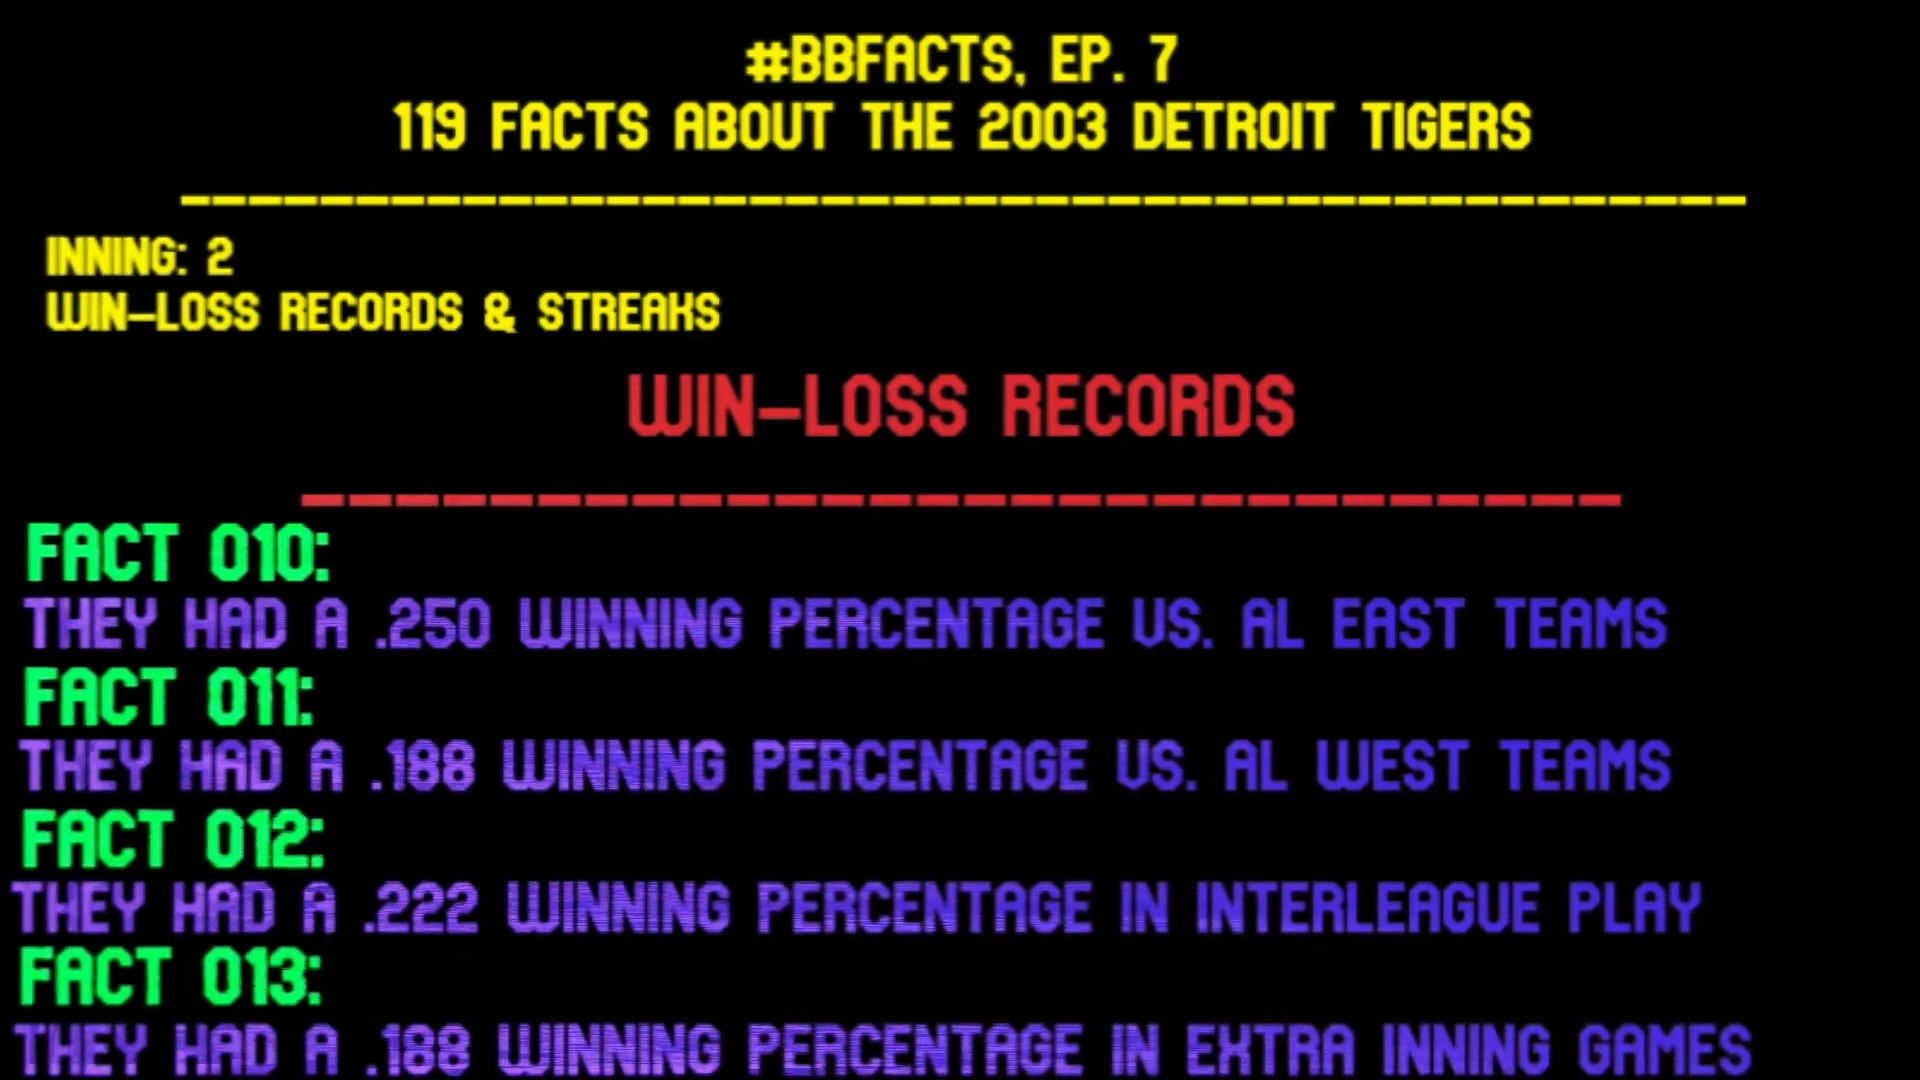 #BBFACTS, EP. 7
119 FACTS ABOUT THE 2003 DETROIT TIGERS
INNING: 2
WIN-LOSS RECORDS & STREAKS
WIN-LOSS RECORDS
FACT 010:
THEY HAD A .250 WINNING PERCENTAGE VS. AL EAST TEAMS
FACT 011:
THEY HAD A .188 WINNING PERCENTAGE VS. AL WEST TEAMS
FACT 012:
THEY HAD A .222 WINNING PERCENTAGE IN INTERLEAGUE PLAY
FACT 013:
THEY HAD A .188 WINNING PERCENTAGE IN EXTRA INNING GAMES